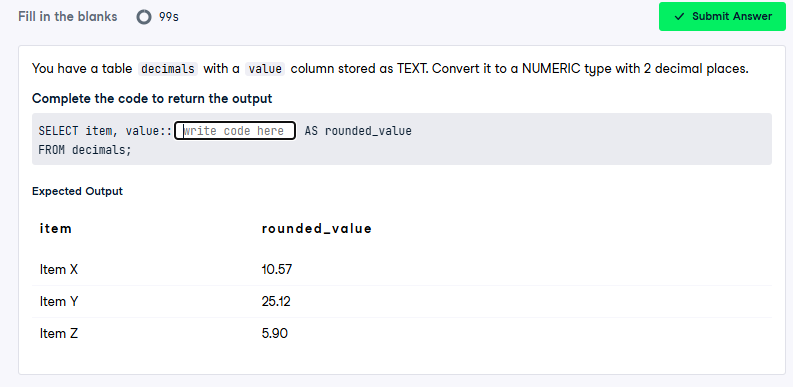 Fill in the blanks 99s Submit Answer
You have a table decimals with a value column stored as TEXT. Convert it to a NUMERIC type with 2 decimal places.
Complete the code to return the output
SELECT item, value:: write code here AS rounded_value
FROM decimals;
Expected Output
item rounded_value
Item X 10.57
Item Y 25.12
Item Z 5.90